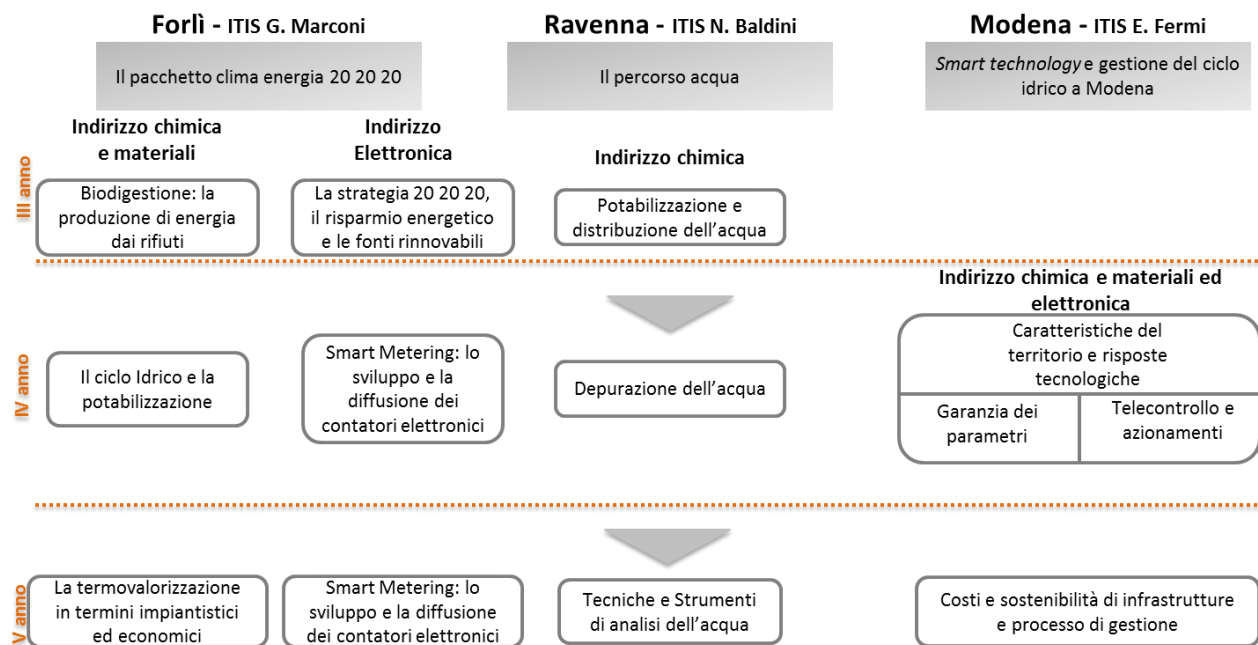 Forlì - ITIS G. Marconi
Ravenna - ITIS N. Baldini
Modena - ITIS E. Fermi
Il pacchetto clima energia 20 20 20
Il percorso acqua
Smart technology e gestione del ciclo
idrico a Modena
Indirizzo chimica
e materiali
Indirizzo
Elettronica
Indirizzo chimica
III anno
Biodigestione: la
produzione di energia
dai rifiuti
La strategia 20 20 20,
il risparmio energetico
e le fonti rinnovabili
Potabilizzazione e
distribuzione dell’acqua
Indirizzo chimica e materiali ed
elettronica
IV anno
Il ciclo Idrico e la
potabilizzazione
Smart Metering: lo
sviluppo e la
diffusione dei
contatori elettronici
Depurazione dell’acqua
Caratteristiche del
territorio e risposte
tecnologiche
Garanzia dei
parametri
Telecontrollo e
azionamenti
V anno
La termovalorizzazione
in termini impiantistici
ed economici
Smart Metering: lo
sviluppo e la diffusione
dei contatori elettronici
Tecniche e Strumenti
di analisi dell’acqua
Costi e sostenibilità di infrastrutture
e processo di gestione